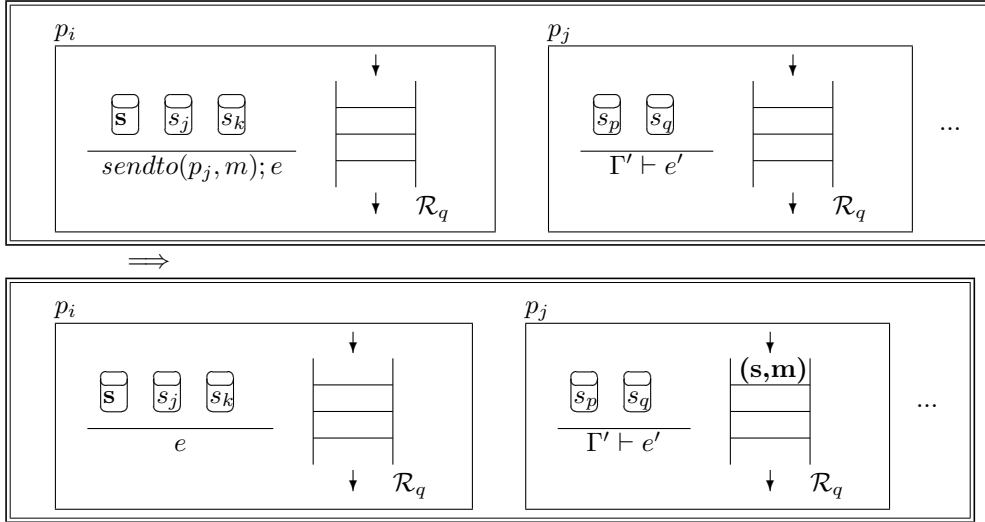 p_i p_j
s s_j s_k s_p s_q ...
sendto(p_j, m); e Γ′ ⊢ e′
ℛ_q ℛ_q
⟹
p_i p_j
(s,m)
s s_j s_k s_p s_q ...
e Γ′ ⊢ e′
ℛ_q ℛ_q